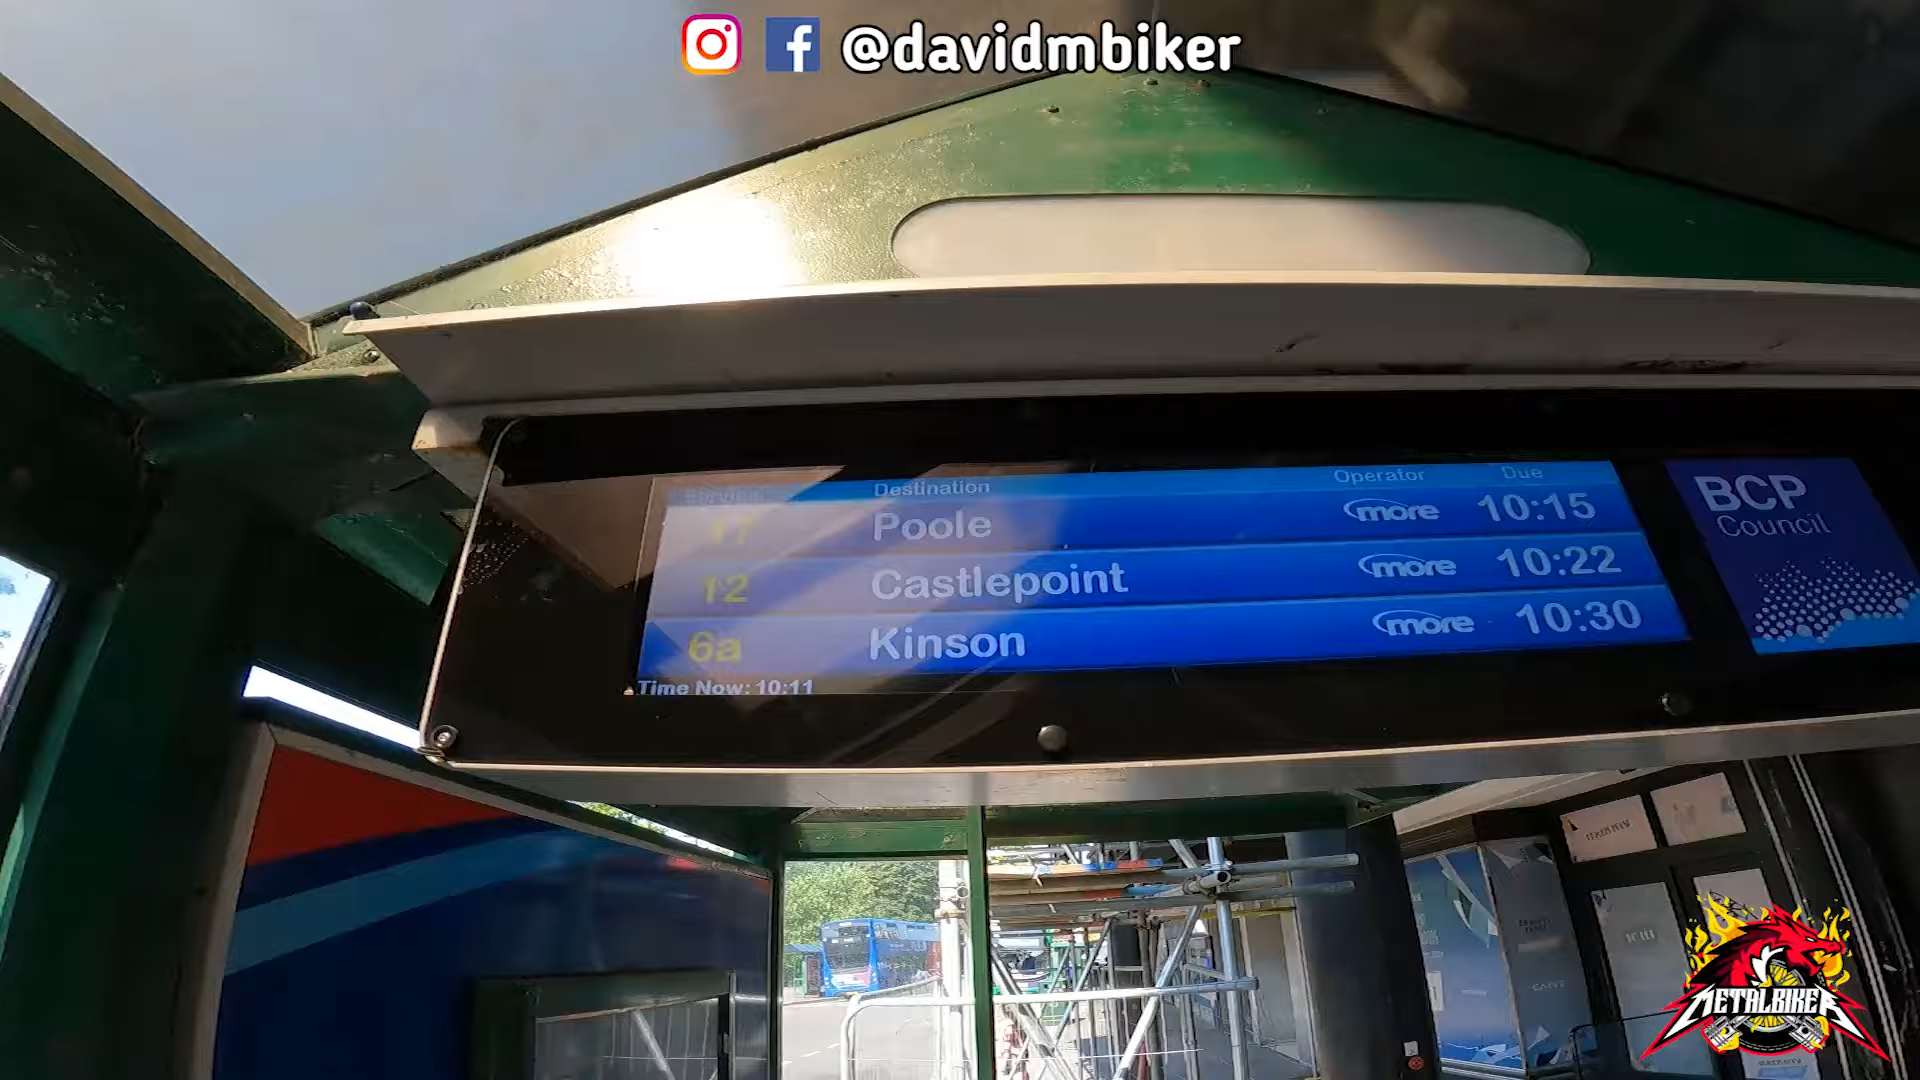 @davidmbiker
Destination Operator Due
17 Poole more 10:15
12 Castlepoint more 10:22
6a Kinson more 10:30
Time Now: 10:11
BCP
Council
METALBIKER